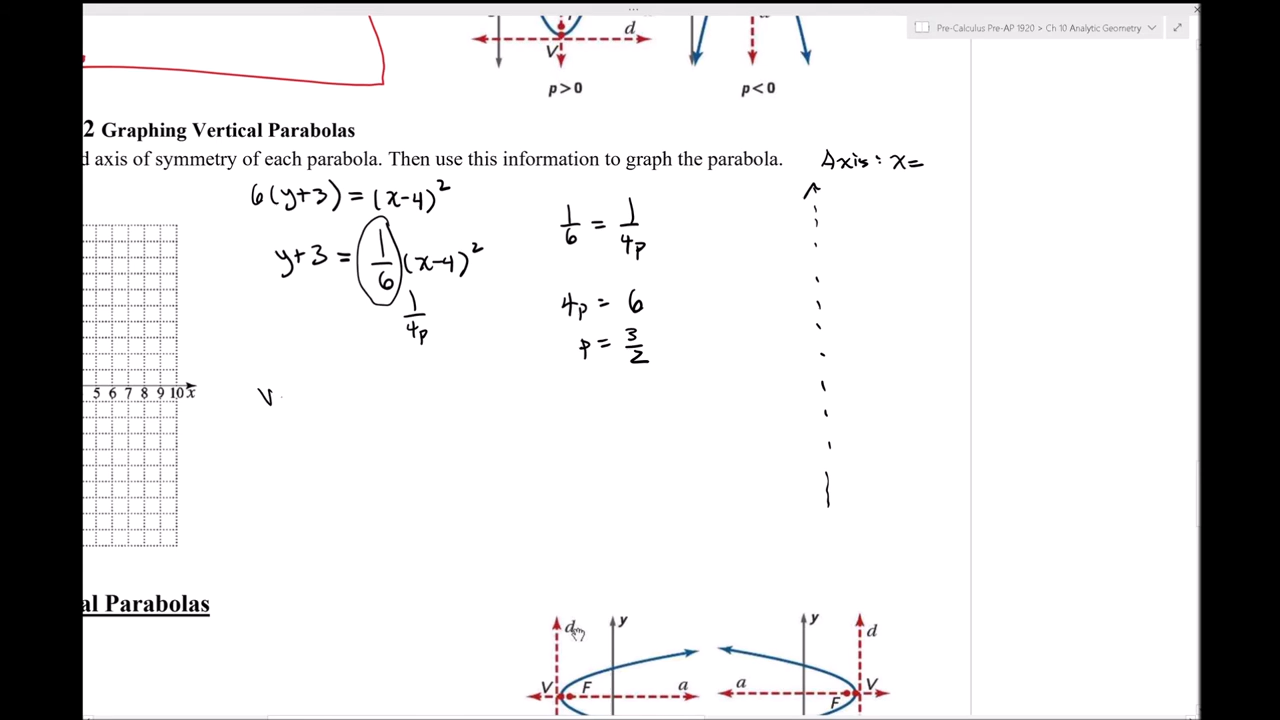 Pre-Calculus Pre-AP 1920 > Ch 10 Analytic Geometry
V d
p>0 p<0
2 Graphing Vertical Parabolas
d axis of symmetry of each parabola. Then use this information to graph the parabola.
Axis: x=
6(y+3) = (x-4)²
y+3 = 1/6 (x-4)²
1/4p
1/6 = 1/4p
4p = 6
p = 3/2
5 6 7 8 9 10 x
V
al Parabolas
d y y d
V F a a F V